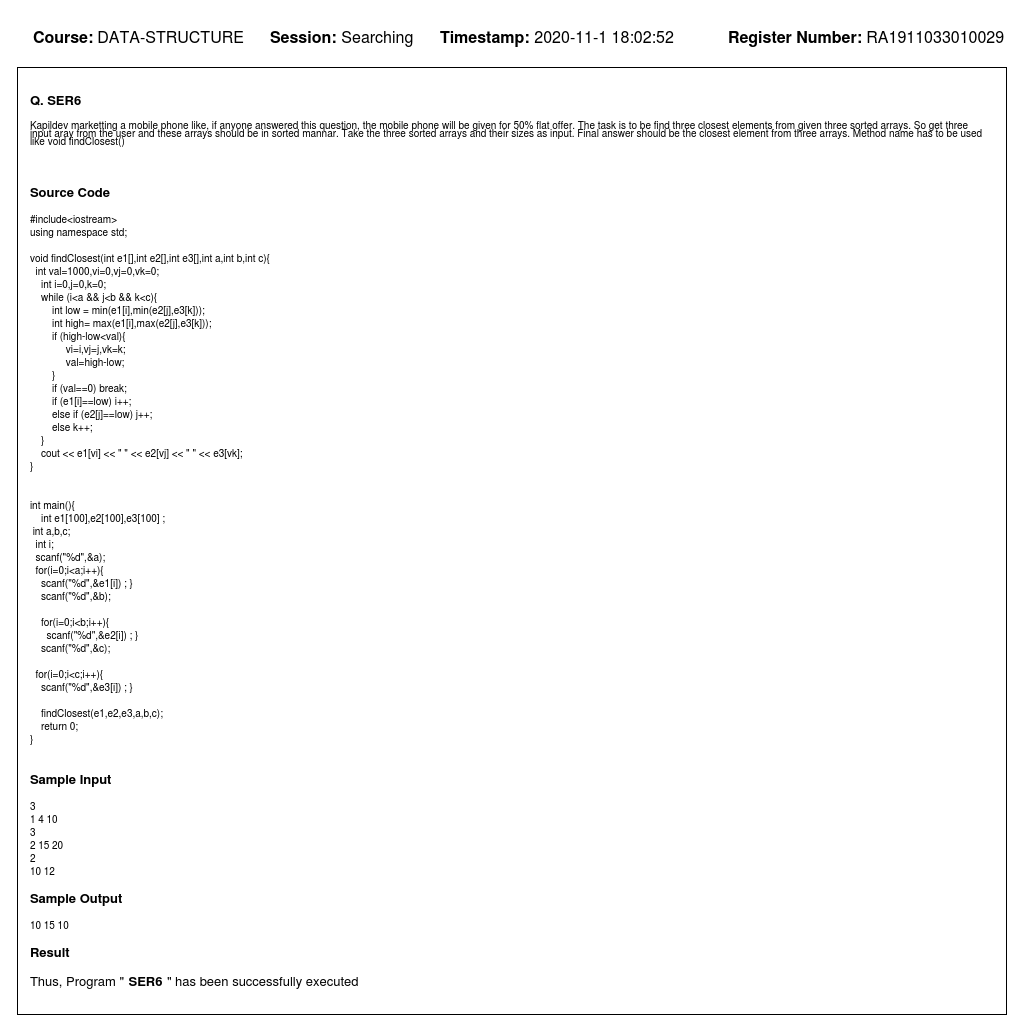 Course: DATA-STRUCTURE Session: Searching Timestamp: 2020-11-1 18:02:52 Register Number: RA1911033010029
Q. SER6
Kapildev marketting a mobile phone like, if anyone answered this question, the mobile phone will be given for 50% flat offer. The task is to be find three closest elements from given three sorted arrays. So get three
input aray from the user and these arrays should be in sorted mannar. Take the three sorted arrays and their sizes as input. Final answer should be the closest element from three arrays. Method name has to be used
like void findClosest()
Source Code
#include<iostream>
using namespace std;
void findClosest(int e1[],int e2[],int e3[],int a,int b,int c){
int val=1000,vi=0,vj=0,vk=0;
int i=0,j=0,k=0;
while (i<a && j<b && k<c){
int low = min(e1[i],min(e2[j],e3[k]));
int high= max(e1[i],max(e2[j],e3[k]));
if (high-low<val){
vi=i,vj=j,vk=k;
val=high-low;
}
if (val==0) break;
if (e1[i]==low) i++;
else if (e2[j]==low) j++;
else k++;
}
cout << e1[vi] << " " << e2[vj] << " " << e3[vk];
}
int main(){
int e1[100],e2[100],e3[100] ;
int a,b,c;
int i;
scanf("%d",&a);
for(i=0;i<a;i++){
scanf("%d",&e1[i]) ; }
scanf("%d",&b);
for(i=0;i<b;i++){
scanf("%d",&e2[i]) ; }
scanf("%d",&c);
for(i=0;i<c;i++){
scanf("%d",&e3[i]) ; }
findClosest(e1,e2,e3,a,b,c);
return 0;
}
Sample Input
3
1 4 10
3
2 15 20
2
10 12
Sample Output
10 15 10
Result
Thus, Program " SER6 " has been successfully executed